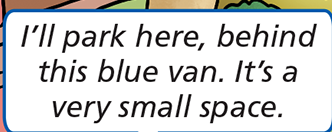 I'll park here, behind
this blue van. It's a
very small space.